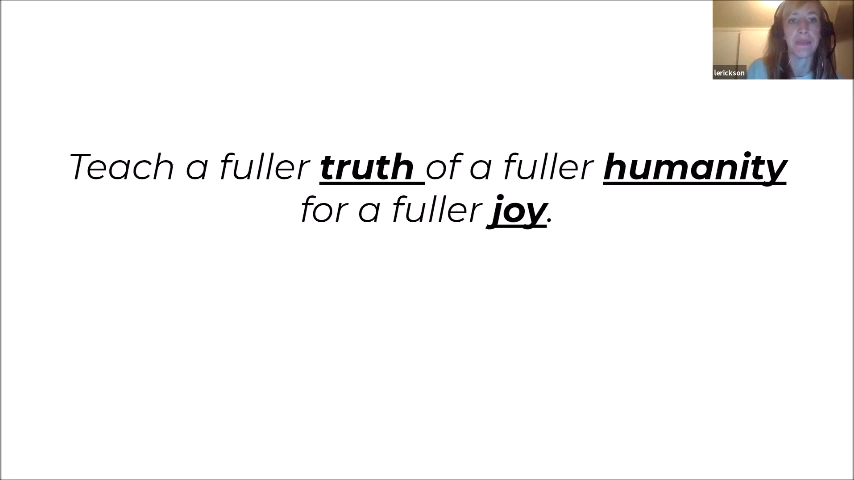 lerickson
Teach a fuller truth of a fuller humanity
for a fuller joy.